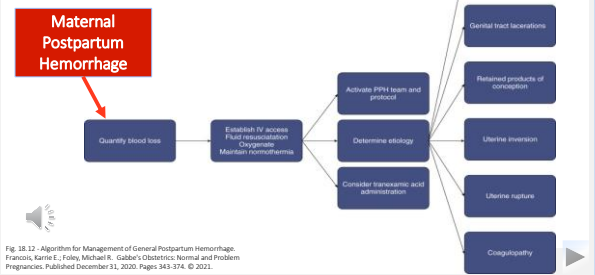 Maternal
Postpartum
Hemorrhage
Quantify blood loss
Establish IV access
Fluid resuscitation
Oxygenate
Maintain normothermia
Activate PPH team and
protocol
Determine etiology
Consider tranexamic acid
administration
Genital tract lacerations
Retained products of
conception
Uterine inversion
Uterine rupture
Coagulopathy
Fig. 18.12 - Algorithm for Management of General Postpartum Hemorrhage.
Francois, Karrie E.; Foley, Michael R. Gabbe's Obstetrics: Normal and Problem
Pregnancies. Published December 31, 2020. Pages 343-374. © 2021.